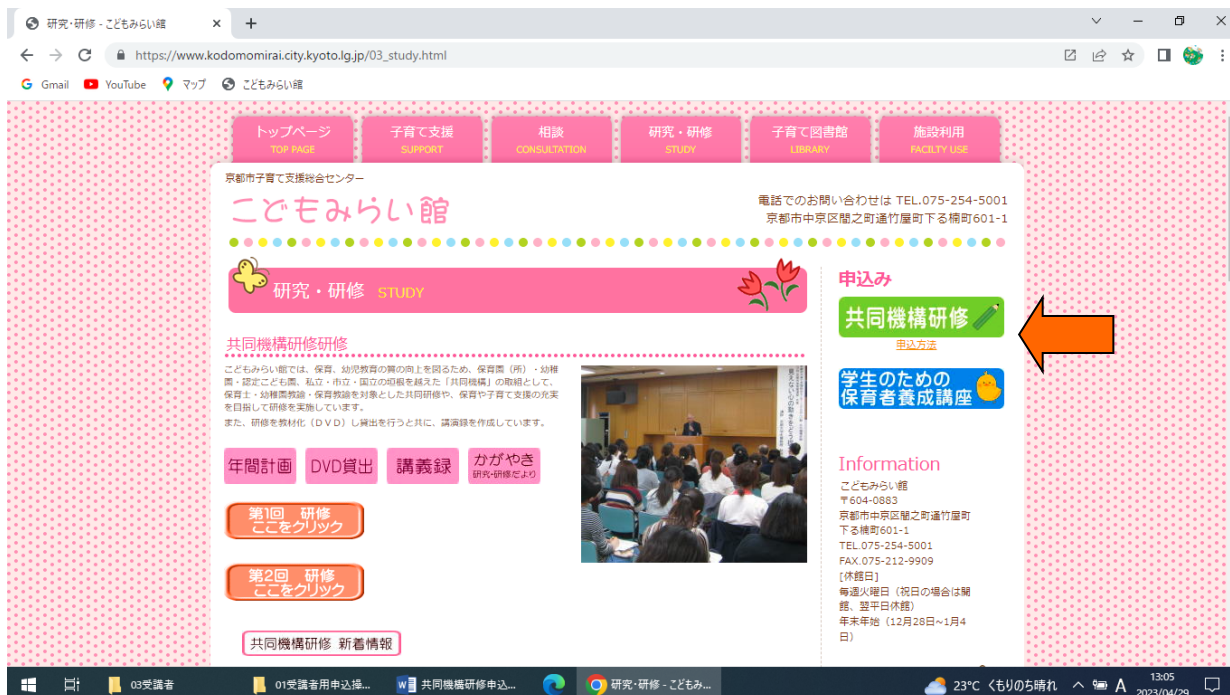 研究・研修 - こどもみらい館
https://www.kodomomirai.city.kyoto.lg.jp/03_study.html
Gmail
YouTube
マップ
こどもみらい館
トップページ
TOP PAGE
子育て支援
SUPPORT
相談
CONSULTATION
研究・研修
STUDY
子育て図書館
LIBRARY
施設利用
FACILTY USE
京都市子育て支援総合センター
こどもみらい館
電話でのお問い合わせは TEL.075-254-5001
京都市中京区間之町通竹屋町下る楠町601-1
研究・研修 STUDY
共同機構研修研修
こどもみらい館では、保育、幼児教育の質の向上を図るため、保育園（所）・幼稚
園・認定こども園、私立・市立・国立の垣根を越えた「共同機構」の取組として、
保育士・幼稚園教諭・保育教諭を対象とした共同研修や、保育や子育て支援の充実
を目指して研修を実施しています。
また、研修を教材化（ＤＶＤ）し貸出を行うと共に、講演録を作成しています。
年間計画
DVD貸出
講義録
かがやき
研究・研修だより
第1回 研修
ここをクリック
第2回 研修
ここをクリック
共同機構研修 新着情報
見えない心の動きをどう
申込み
共同機構研修
申込方法
学生のための
保育者養成講座
Information
こどもみらい館
〒604-0883
京都市中京区間之町通竹屋町
下る楠町601-1
TEL.075-254-5001
FAX.075-212-9909
[休館日]
毎週火曜日（祝日の場合は開
館、翌平日休館）
年末年始（12月28日~1月4
日）
03受講者
01受講者用申込操...
共同機構研修申込...
研究・研修 - こどもみ...
23°C くもりのち晴れ
A
13:05
2023/04/29